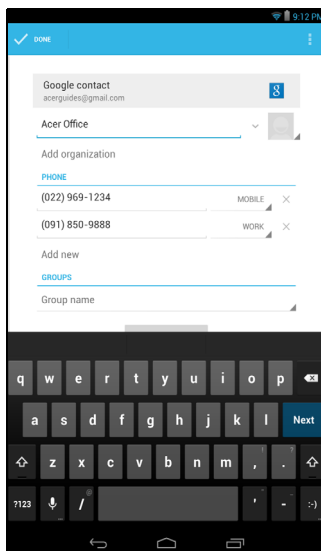 9:12 PM
DONE
Google contact
acerguides@gmail.com
8
Acer Office
Add organization
PHONE
(022) 969-1234 MOBILE
(091) 850-9888 WORK
Add new
GROUPS
Group name
q w e r t y u i o p
a s d f g h j k l Next
z x c v b n m , ! . ?
?123 @ / ' " - _ :-)